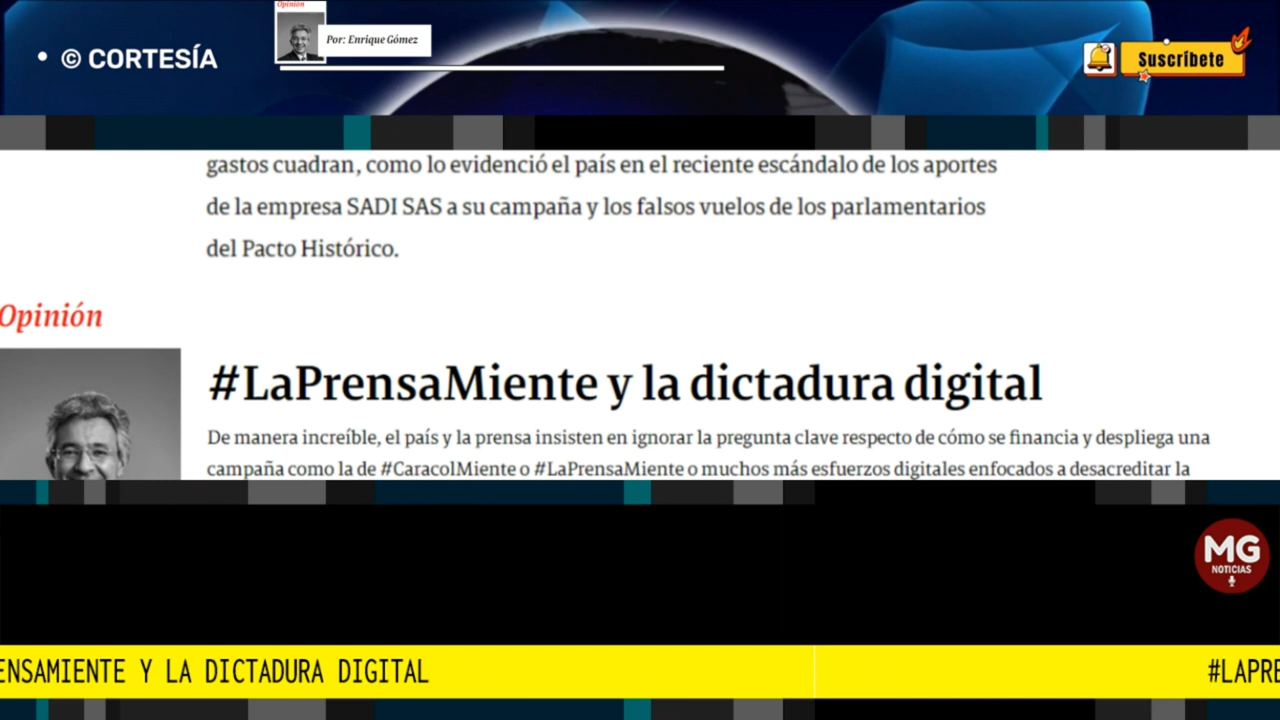 Opinión
Por: Enrique Gómez
• © CORTESÍA
Suscríbete
gastos cuadran, como lo evidenció el país en el reciente escándalo de los aportes
de la empresa SADI SAS a su campaña y los falsos vuelos de los parlamentarios
del Pacto Histórico.
Opinión
#LaPrensaMiente y la dictadura digital
De manera increíble, el país y la prensa insisten en ignorar la pregunta clave respecto de cómo se financia y despliega una
campaña como la de #CaracolMiente o #LaPrensaMiente o muchos más esfuerzos digitales enfocados a desacreditar la
MG
NOTICIAS
ENSAMIENTE Y LA DICTADURA DIGITAL
#LAPRE